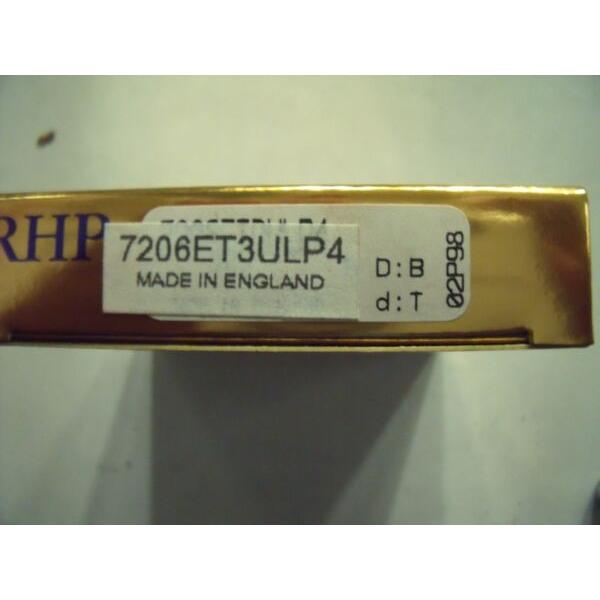 RHP
7206ET3ULP4
MADE IN ENGLAND
D:B
d:T
02P98